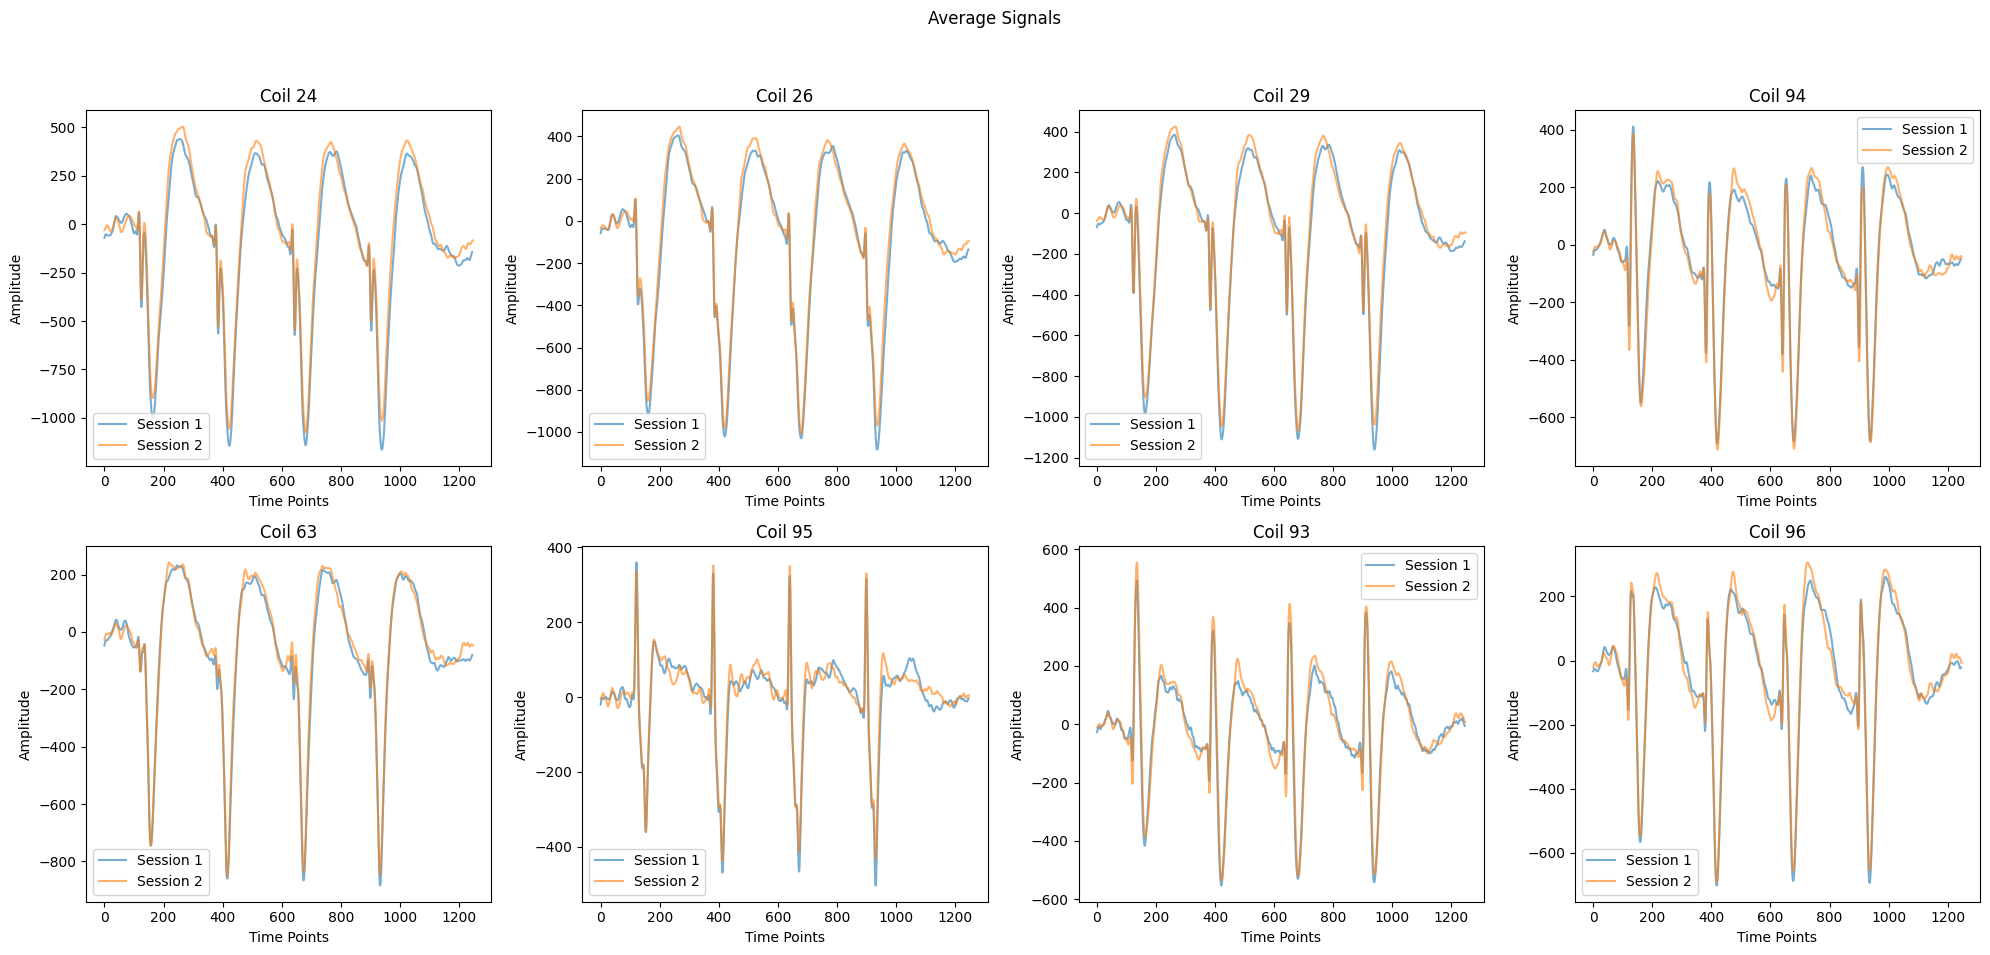 Average Signals
Coil 24
Coil 26
Coil 29
Coil 94
Amplitude
500
250
0
−250
−500
−750
−1000
Session 1
Session 2
0 200 400 600 800 1000 1200
Time Points
Amplitude
400
200
0
−200
−400
−600
−800
−1000
Session 1
Session 2
0 200 400 600 800 1000 1200
Time Points
Amplitude
400
200
0
−200
−400
−600
−800
−1000
−1200
Session 1
Session 2
0 200 400 600 800 1000 1200
Time Points
Amplitude
400
200
0
−200
−400
−600
Session 1
Session 2
0 200 400 600 800 1000 1200
Time Points
Coil 63
Coil 95
Coil 93
Coil 96
Amplitude
200
0
−200
−400
−600
−800
Session 1
Session 2
0 200 400 600 800 1000 1200
Time Points
Amplitude
400
200
0
−200
−400
Session 1
Session 2
0 200 400 600 800 1000 1200
Time Points
Amplitude
600
400
200
0
−200
−400
−600
Session 1
Session 2
0 200 400 600 800 1000 1200
Time Points
Amplitude
200
0
−200
−400
−600
Session 1
Session 2
0 200 400 600 800 1000 1200
Time Points